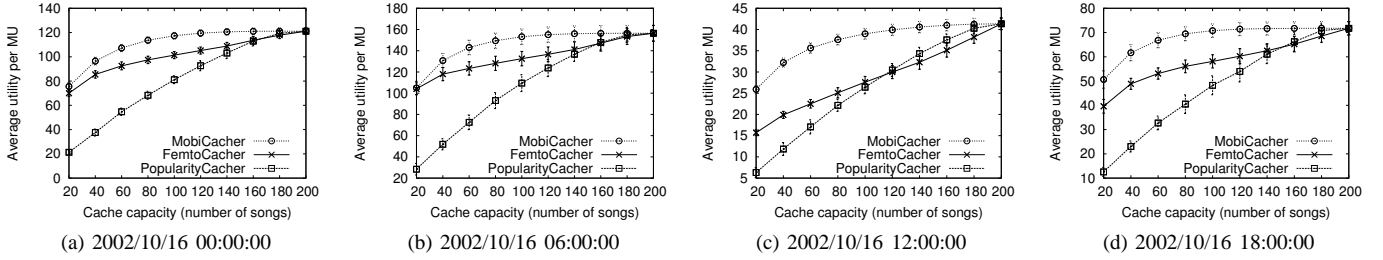 Average utility per MU
140
120
100
80
60
40
20
0
MobiCacher
FemtoCacher
PopularityCacher
20 40 60 80 100 120 140 160 180 200
Cache capacity (number of songs)
(a) 2002/10/16 00:00:00
Average utility per MU
180
160
140
120
100
80
60
40
20
MobiCacher
FemtoCacher
PopularityCacher
20 40 60 80 100 120 140 160 180 200
Cache capacity (number of songs)
(b) 2002/10/16 06:00:00
Average utility per MU
45
40
35
30
25
20
15
10
5
MobiCacher
FemtoCacher
PopularityCacher
20 40 60 80 100 120 140 160 180 200
Cache capacity (number of songs)
(c) 2002/10/16 12:00:00
Average utility per MU
80
70
60
50
40
30
20
10
MobiCacher
FemtoCacher
PopularityCacher
20 40 60 80 100 120 140 160 180 200
Cache capacity (number of songs)
(d) 2002/10/16 18:00:00